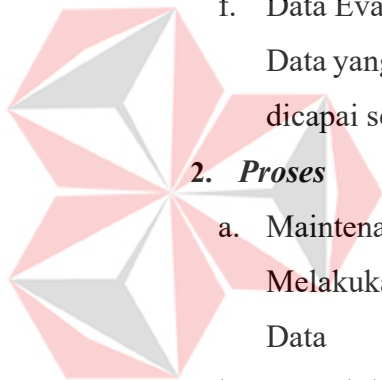 f. Data Eva
Data yang
dicapai se
2. Proses
a. Maintena
Melakuka
Data